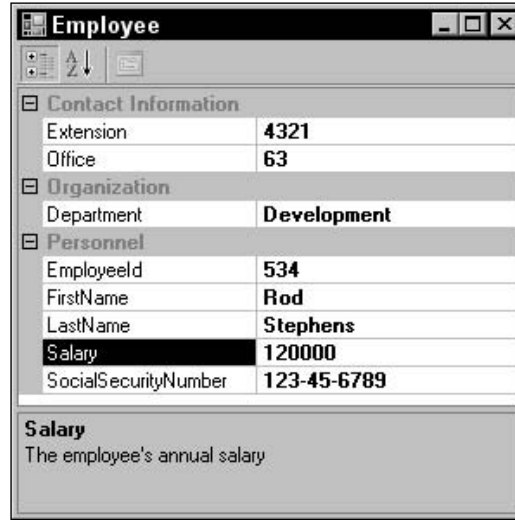 Employee
A Z
Contact Information
Extension 4321
Office 63
Organization
Department Development
Personnel
EmployeeId 534
FirstName Rod
LastName Stephens
Salary 120000
SocialSecurityNumber 123-45-6789
Salary
The employee's annual salary